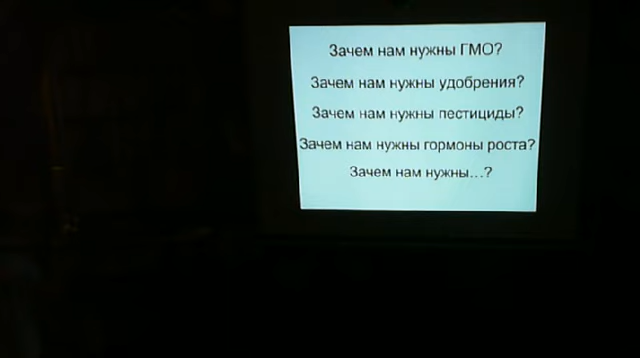 Зачем нам нужны ГМО?
Зачем нам нужны удобрения?
Зачем нам нужны пестициды?
Зачем нам нужны гормоны роста?
Зачем нам нужны...?